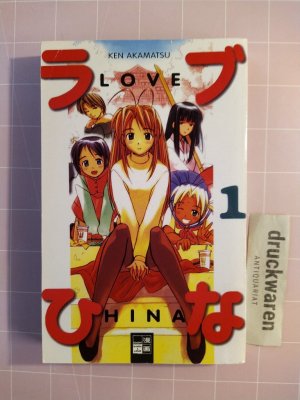 KEN AKAMATSU
ラブ
LOVE
1
ひな
HINA
druckwaren
ANTIQUARIAT